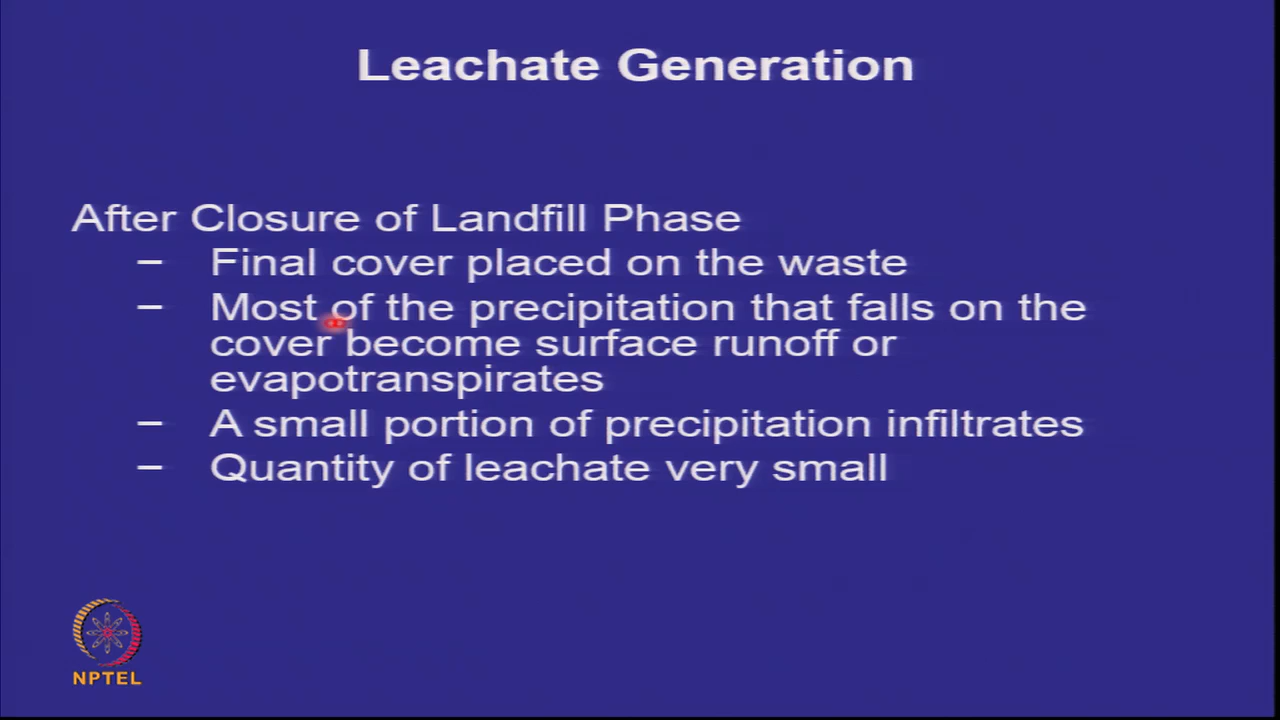 Leachate Generation
After Closure of Landfill Phase
– Final cover placed on the waste
– Most of the precipitation that falls on the
cover become surface runoff or
evapotranspirates
– A small portion of precipitation infiltrates
– Quantity of leachate very small
NPTEL